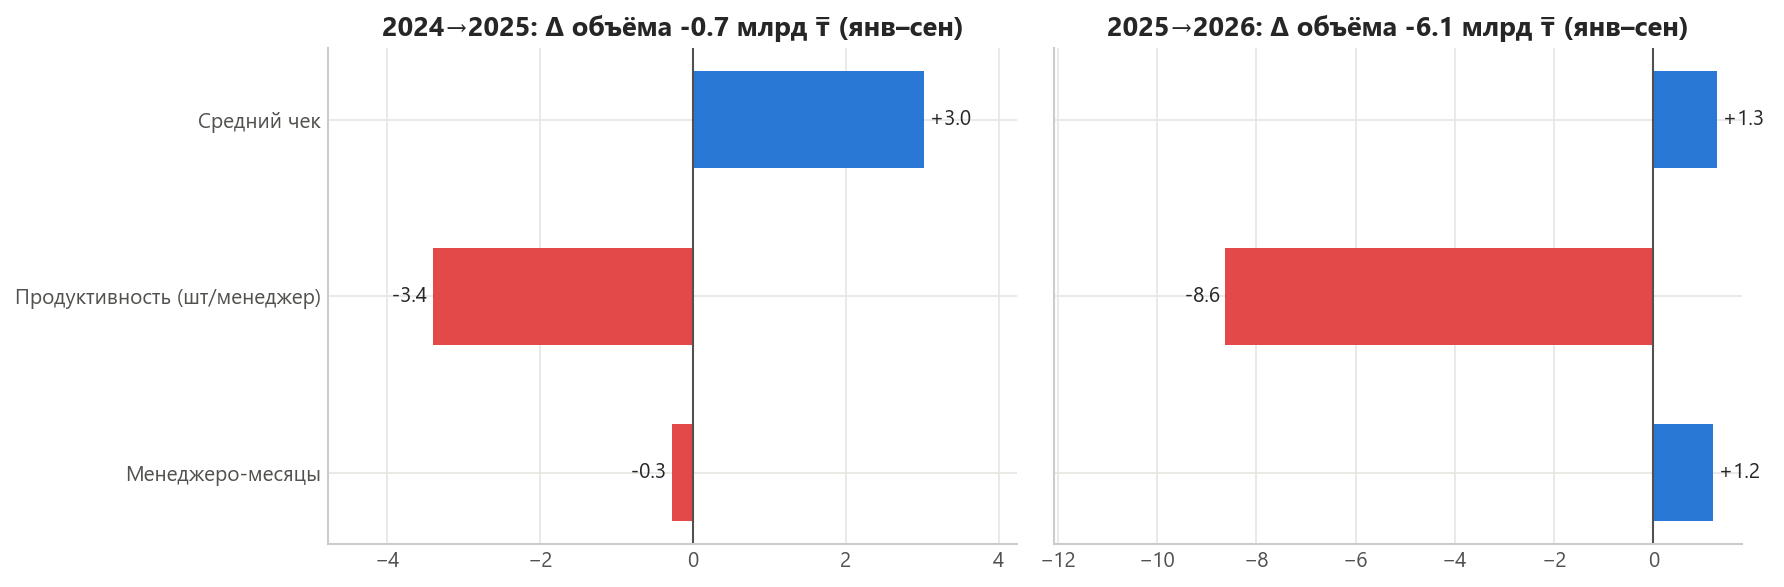 2024→2025: Δ объёма -0.7 млрд ₸ (янв–сен)
Средний чек
+3.0
Продуктивность (шт/менеджер)
-3.4
Менеджеро-месяцы
-0.3
−4 −2 0 2 4
2025→2026: Δ объёма -6.1 млрд ₸ (янв–сен)
+1.3
-8.6
+1.2
−12 −10 −8 −6 −4 −2 0